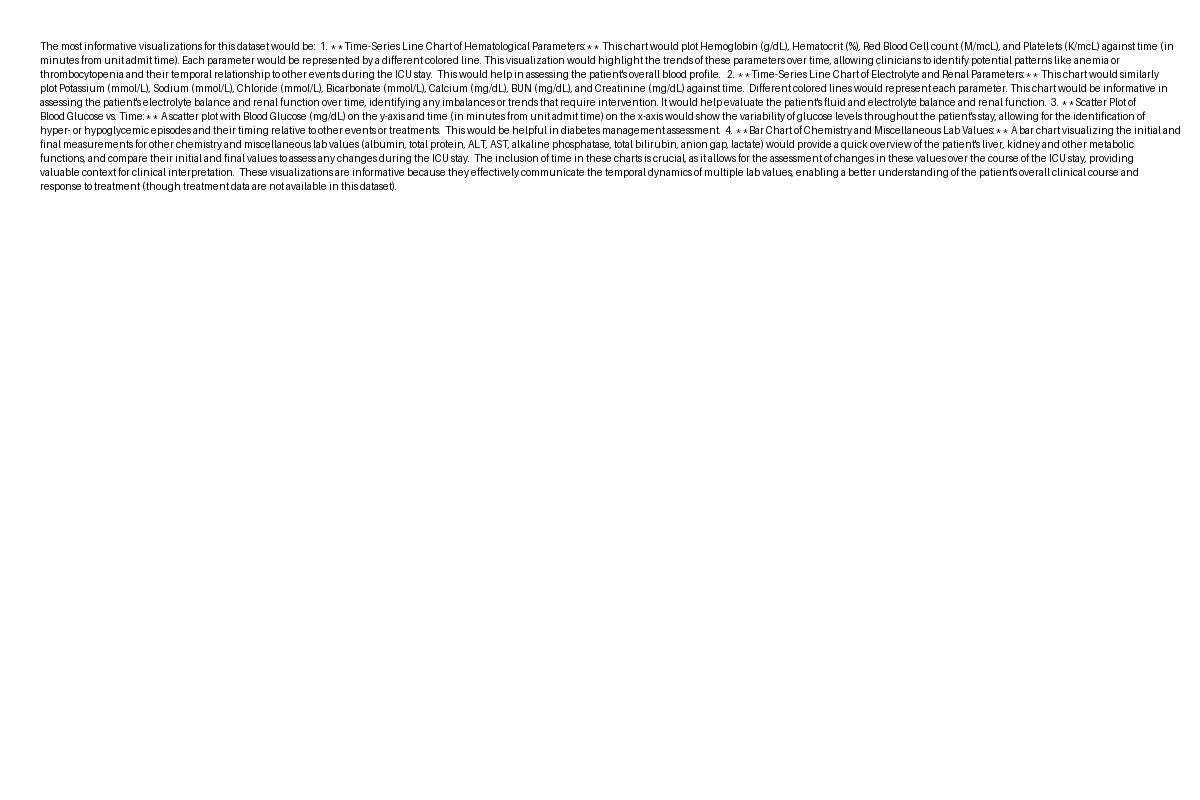 The most informative visualizations for this dataset would be:  1. **Time-Series Line Chart of Hematological Parameters:** This chart would plot Hemoglobin (g/dL), Hematocrit (%), Red Blood Cell count (M/mcL), and Platelets (K/mcL) against time (in
minutes from unit admit time). Each parameter would be represented by a different colored line. This visualization would highlight the trends of these parameters over time, allowing clinicians to identify potential patterns like anemia or
thrombocytopenia and their temporal relationship to other events during the ICU stay.  This would help in assessing the patient's overall blood profile.   2. **Time-Series Line Chart of Electrolyte and Renal Parameters:** This chart would similarly
plot Potassium (mmol/L), Sodium (mmol/L), Chloride (mmol/L), Bicarbonate (mmol/L), Calcium (mg/dL), BUN (mg/dL), and Creatinine (mg/dL) against time.  Different colored lines would represent each parameter. This chart would be informative in
assessing the patient's electrolyte balance and renal function over time, identifying any imbalances or trends that require intervention. It would help evaluate the patient's fluid and electrolyte balance and renal function.  3. **Scatter Plot of
Blood Glucose vs. Time:** A scatter plot with Blood Glucose (mg/dL) on the y-axis and time (in minutes from unit admit time) on the x-axis would show the variability of glucose levels throughout the patient's stay, allowing for the identification of
hyper- or hypoglycemic episodes and their timing relative to other events or treatments.  This would be helpful in diabetes management assessment.  4. **Bar Chart of Chemistry and Miscellaneous Lab Values:** A bar chart visualizing the initial and
final measurements for other chemistry and miscellaneous lab values (albumin, total protein, ALT, AST, alkaline phosphatase, total bilirubin, anion gap, lactate) would provide a quick overview of the patient's liver, kidney and other metabolic
functions, and compare their initial and final values to assess any changes during the ICU stay.  The inclusion of time in these charts is crucial, as it allows for the assessment of changes in these values over the course of the ICU stay, providing
valuable context for clinical interpretation.  These visualizations are informative because they effectively communicate the temporal dynamics of multiple lab values, enabling a better understanding of the patient's overall clinical course and
response to treatment (though treatment data are not available in this dataset).